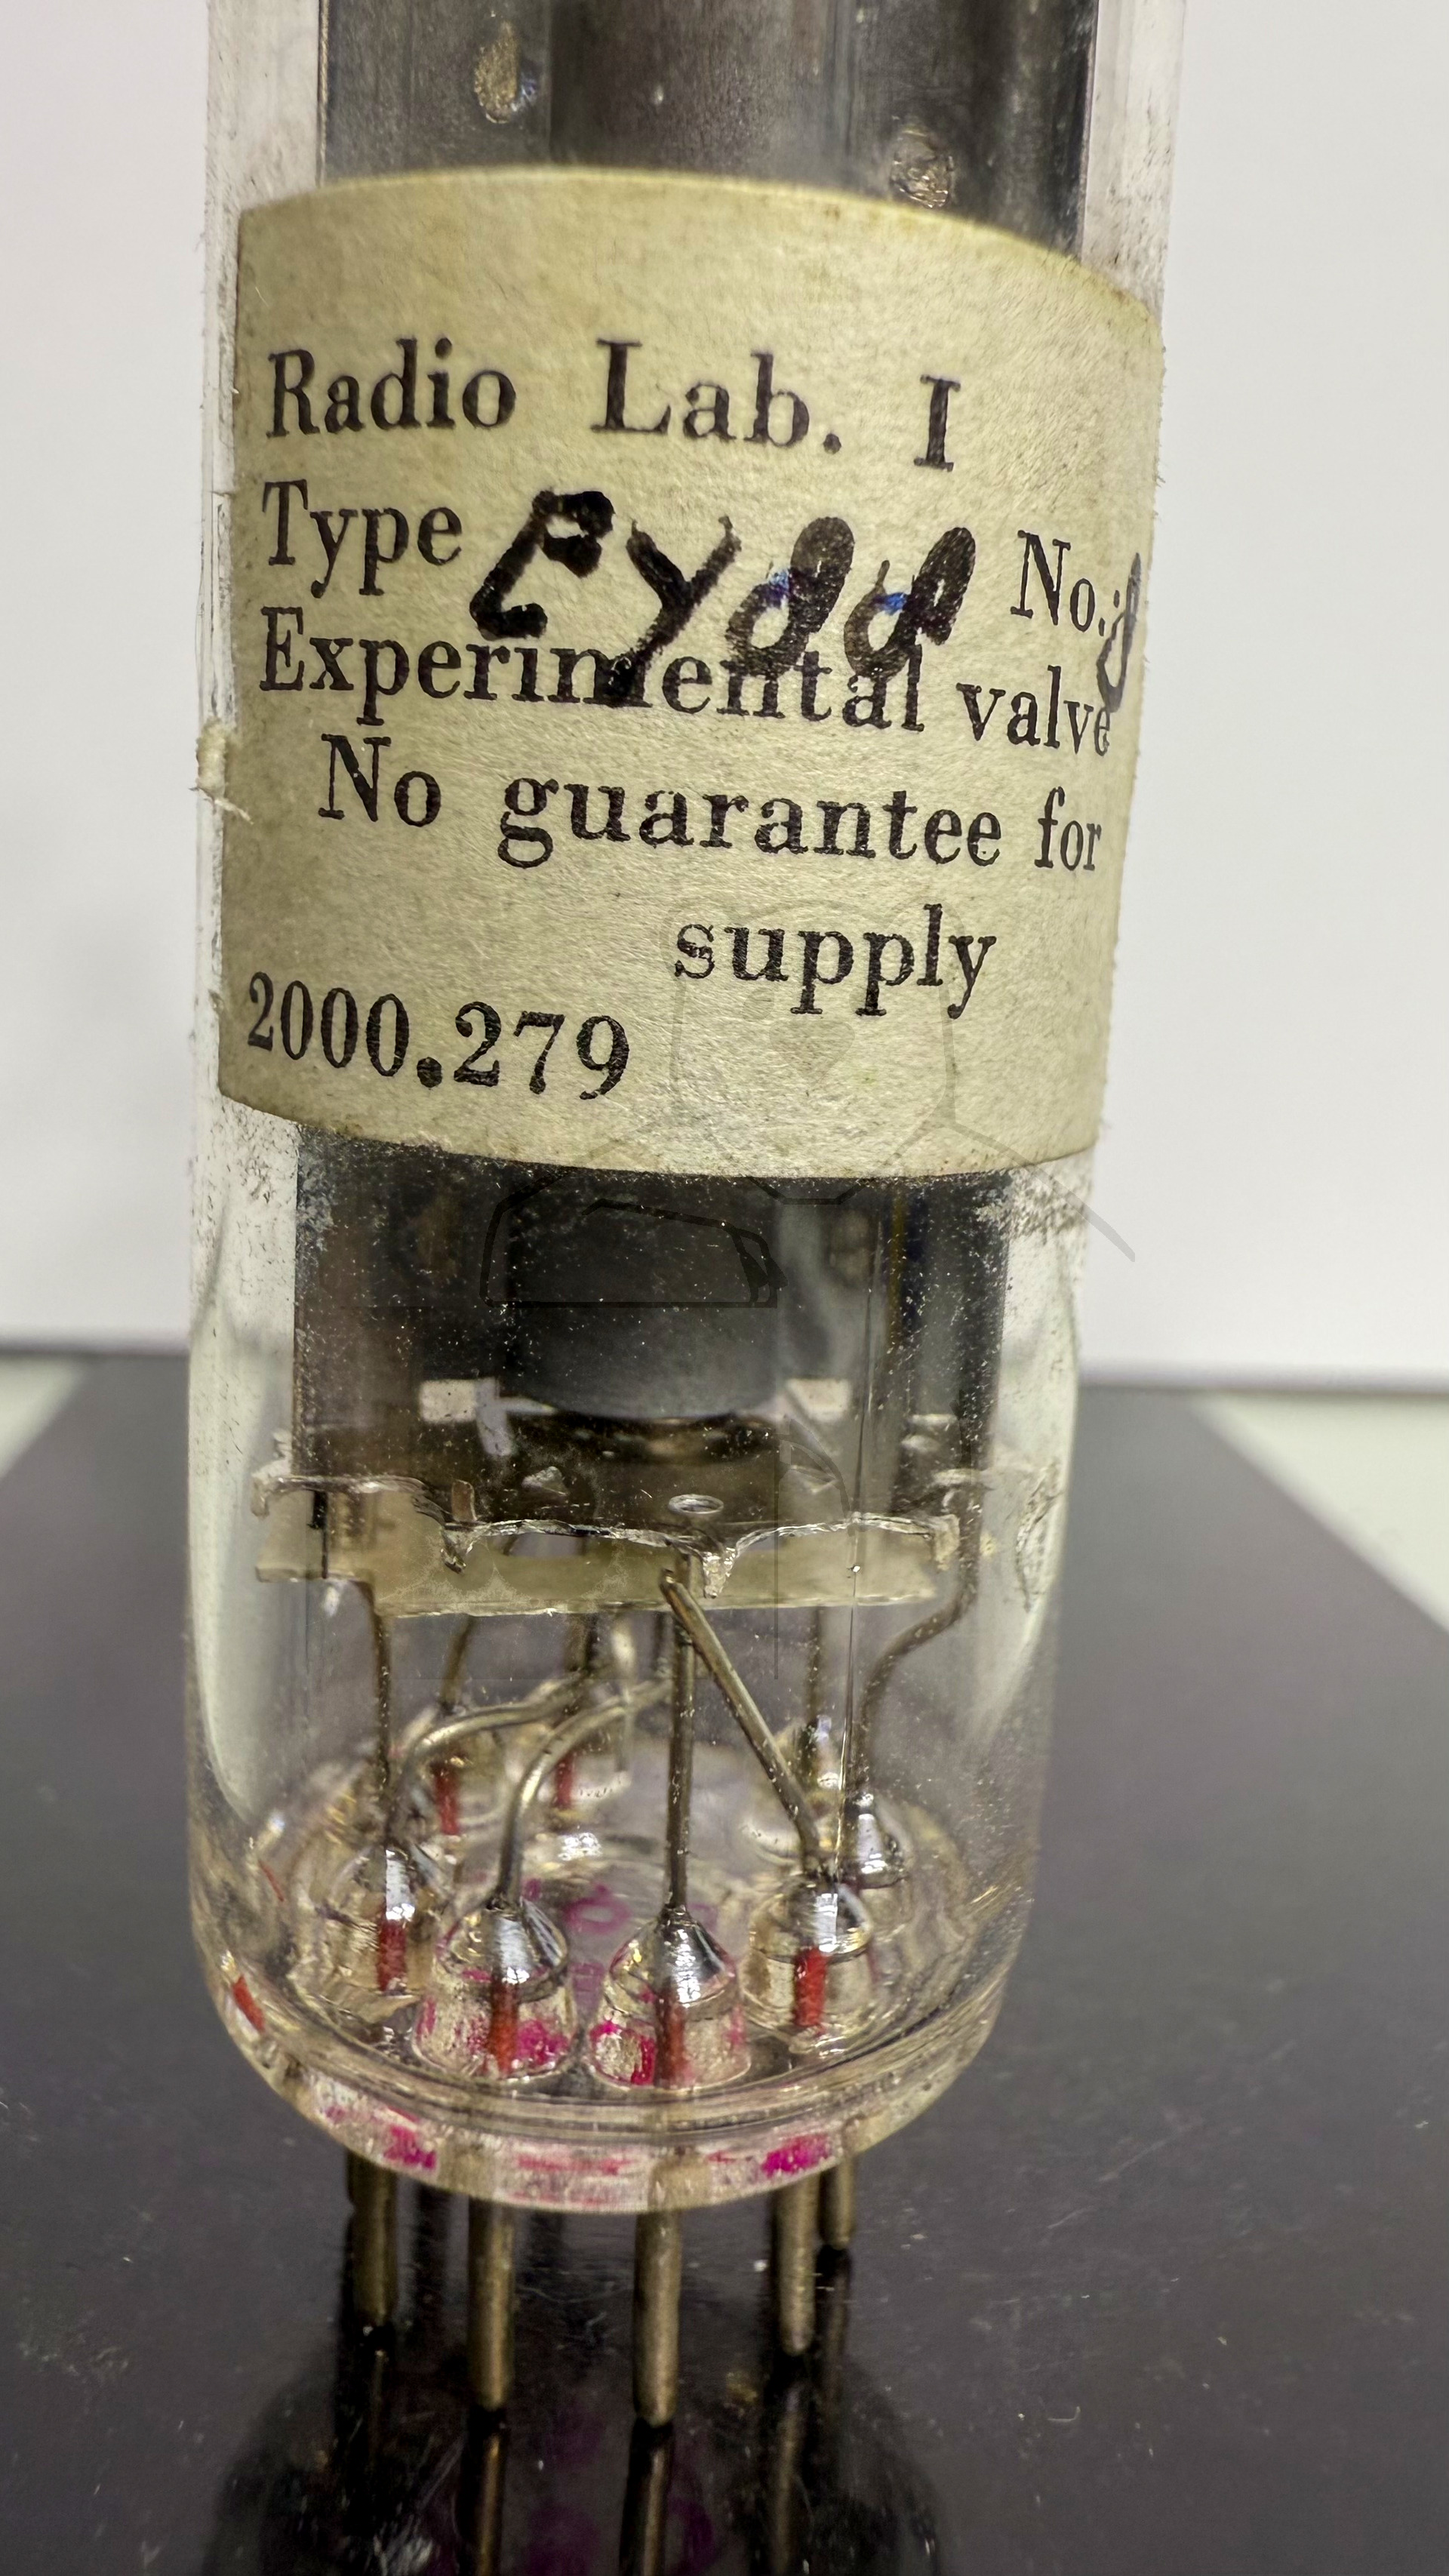 Radio Lab. I
Type EY88 No. 8
Experimental valve
No guarantee for
supply
2000.279